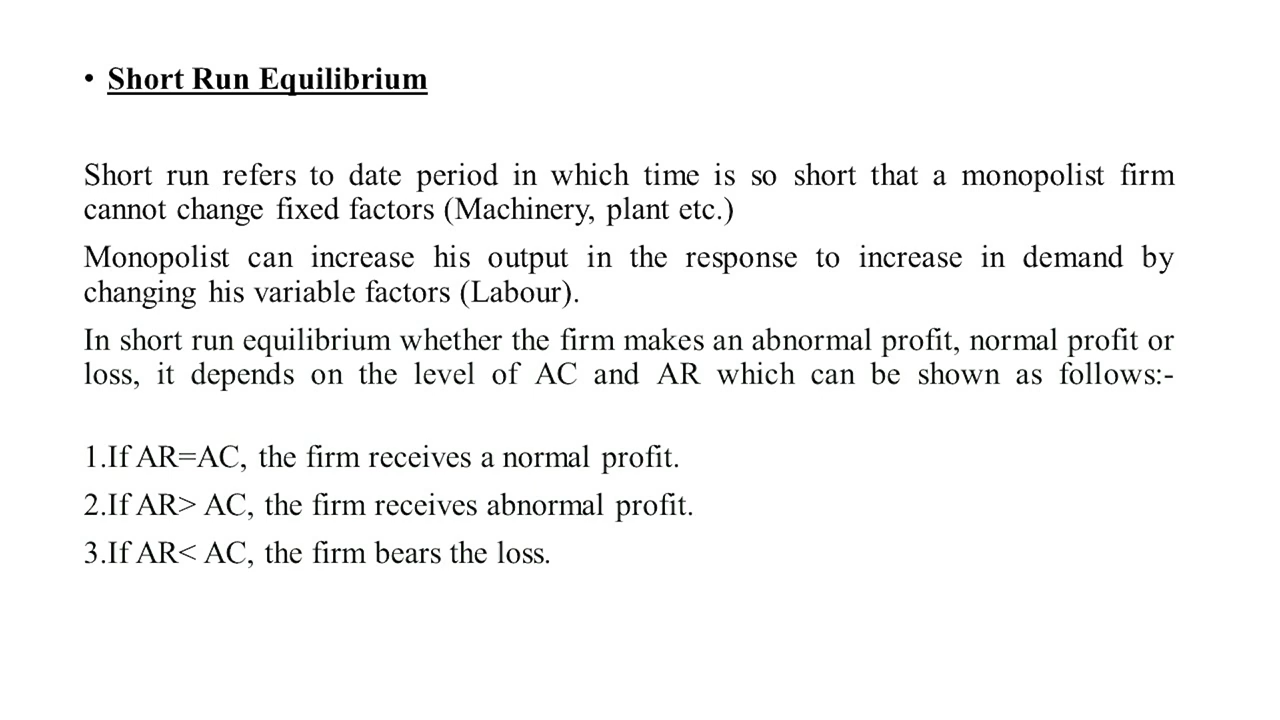 • Short Run Equilibrium
Short run refers to date period in which time is so short that a monopolist firm
cannot change fixed factors (Machinery, plant etc.)
Monopolist can increase his output in the response to increase in demand by
changing his variable factors (Labour).
In short run equilibrium whether the firm makes an abnormal profit, normal profit or
loss, it depends on the level of AC and AR which can be shown as follows:-
1.If AR=AC, the firm receives a normal profit.
2.If AR> AC, the firm receives abnormal profit.
3.If AR< AC, the firm bears the loss.